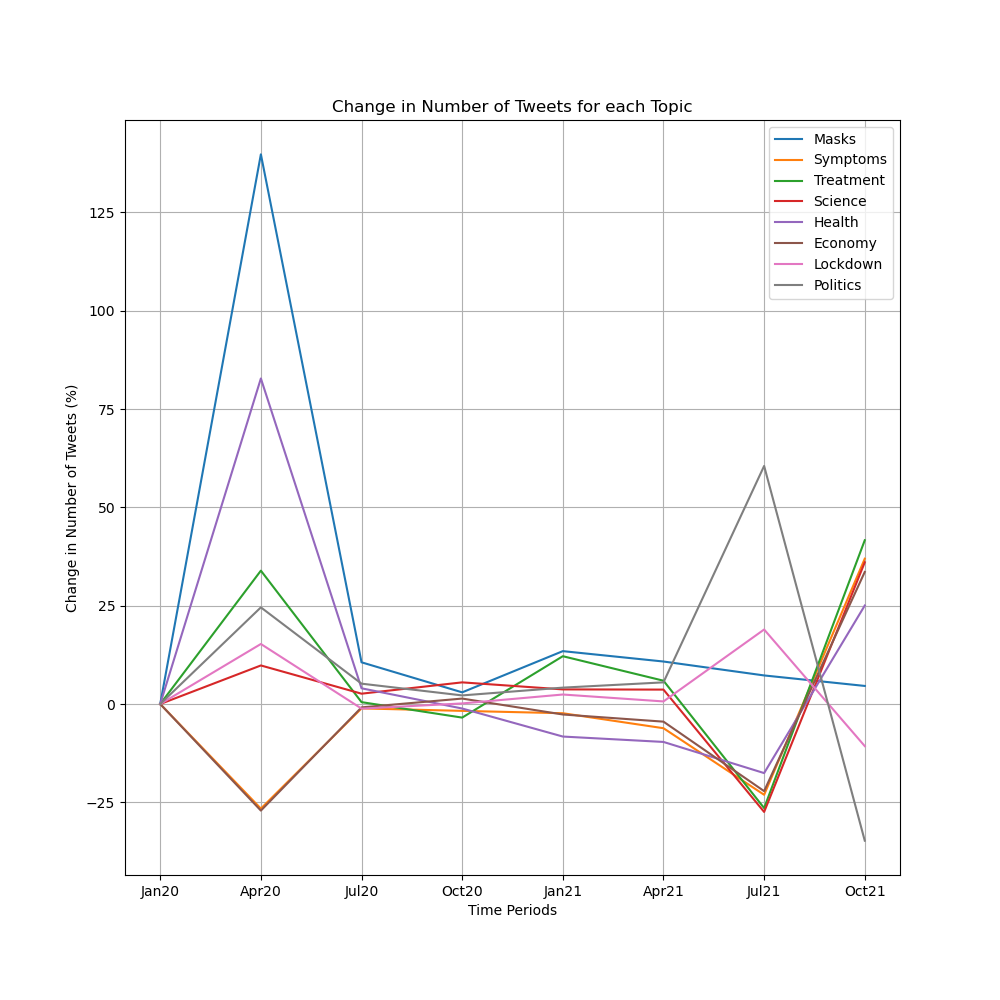 Change in Number of Tweets for each Topic
Masks
Symptoms
Treatment
Science
Health
Economy
Lockdown
Politics
Change in Number of Tweets (%)
125
100
75
50
25
0
−25
Jan20 Apr20 Jul20 Oct20 Jan21 Apr21 Jul21 Oct21
Time Periods